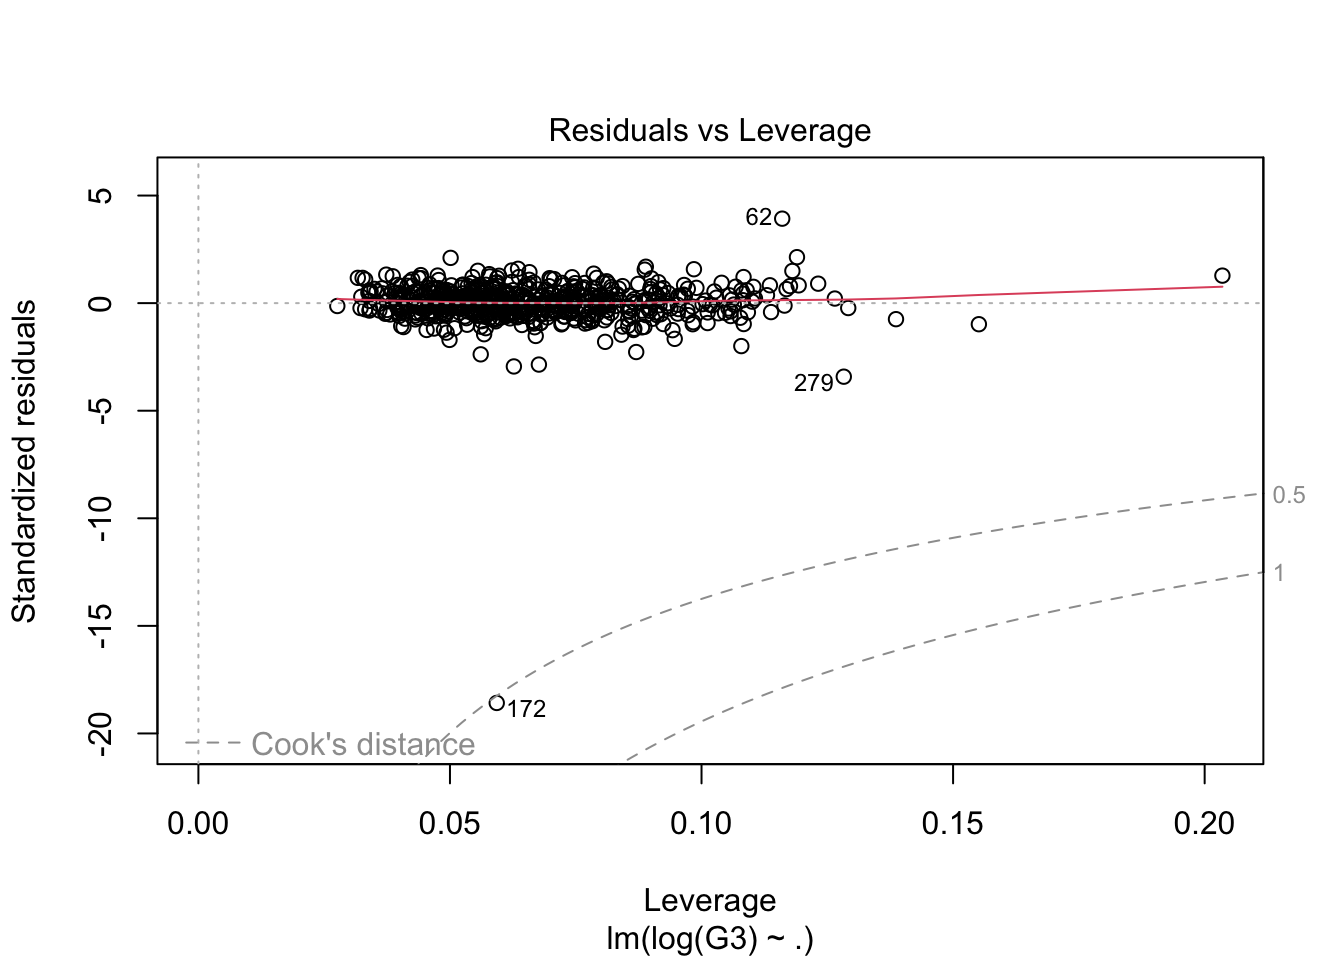 Residuals vs Leverage
Standardized residuals
5
0
-5
-10
-15
-20
62
279
172
0.5
1
Cook's distance
0.00 0.05 0.10 0.15 0.20
Leverage
lm(log(G3) ~ .)